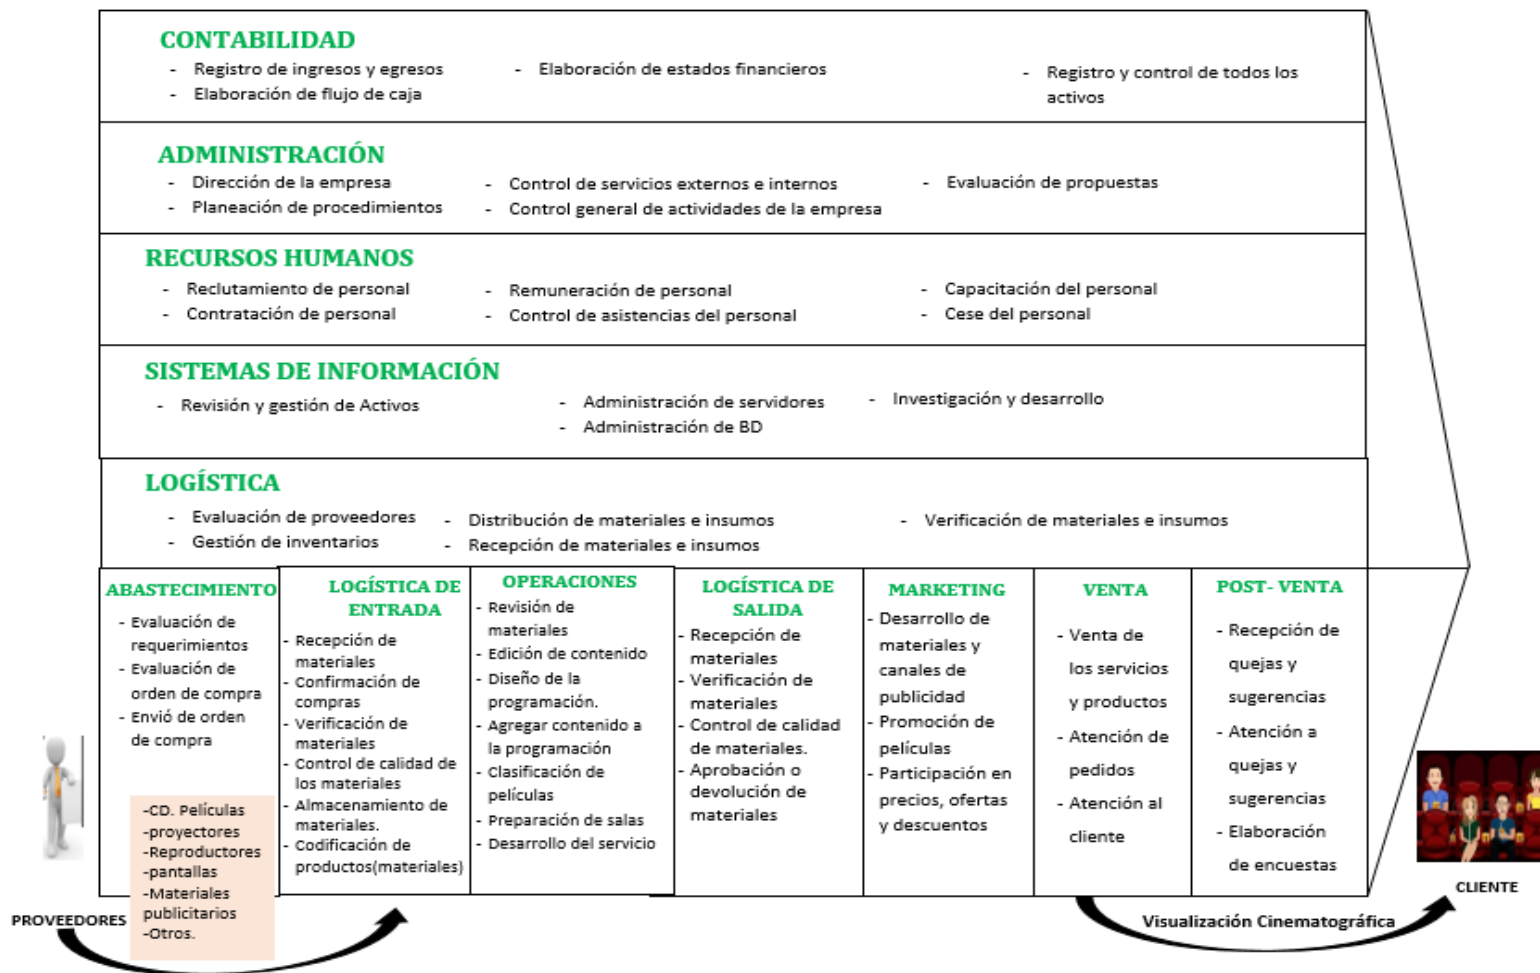 CONTABILIDAD
- Registro de ingresos y egresos
- Elaboración de flujo de caja
- Elaboración de estados financieros
- Registro y control de todos los
activos
ADMINISTRACIÓN
- Dirección de la empresa
- Planeación de procedimientos
- Control de servicios externos e internos
- Control general de actividades de la empresa
- Evaluación de propuestas
RECURSOS HUMANOS
- Reclutamiento de personal
- Contratación de personal
- Remuneración de personal
- Control de asistencias del personal
- Capacitación del personal
- Cese del personal
SISTEMAS DE INFORMACIÓN
- Revisión y gestión de Activos
- Administración de servidores
- Administración de BD
- Investigación y desarrollo
LOGÍSTICA
- Evaluación de proveedores
- Gestión de inventarios
- Distribución de materiales e insumos
- Recepción de materiales e insumos
- Verificación de materiales e insumos
ABASTECIMIENTO
- Evaluación de
requerimientos
- Evaluación de
orden de compra
- Envió de orden
de compra
-CD. Películas
-proyectores
-Reproductores
-pantallas
-Materiales
publicitarios
-Otros.
PROVEEDORES
LOGÍSTICA DE
ENTRADA
- Recepción de
materiales
- Confirmación de
compras
- Verificación de
materiales
- Control de calidad de
los materiales
- Almacenamiento de
materiales.
- Codificación de
productos(materiales)
OPERACIONES
- Revisión de
materiales
- Edición de contenido
- Diseño de la
programación.
- Agregar contenido a
la programación
- Clasificación de
películas
- Preparación de salas
- Desarrollo del servicio
LOGÍSTICA DE
SALIDA
- Recepción de
materiales
- Verificación de
materiales
- Control de calidad
de materiales.
- Aprobación o
devolución de
materiales
MARKETING
- Desarrollo de
materiales y
canales de
publicidad
- Promoción de
películas
- Participación en
precios, ofertas
y descuentos
VENTA
- Venta de
los servicios
y productos
- Atención de
pedidos
- Atención al
cliente
POST- VENTA
- Recepción de
quejas y
sugerencias
- Atención a
quejas y
sugerencias
- Elaboración
de encuestas
CLIENTE
Visualización Cinematográfica